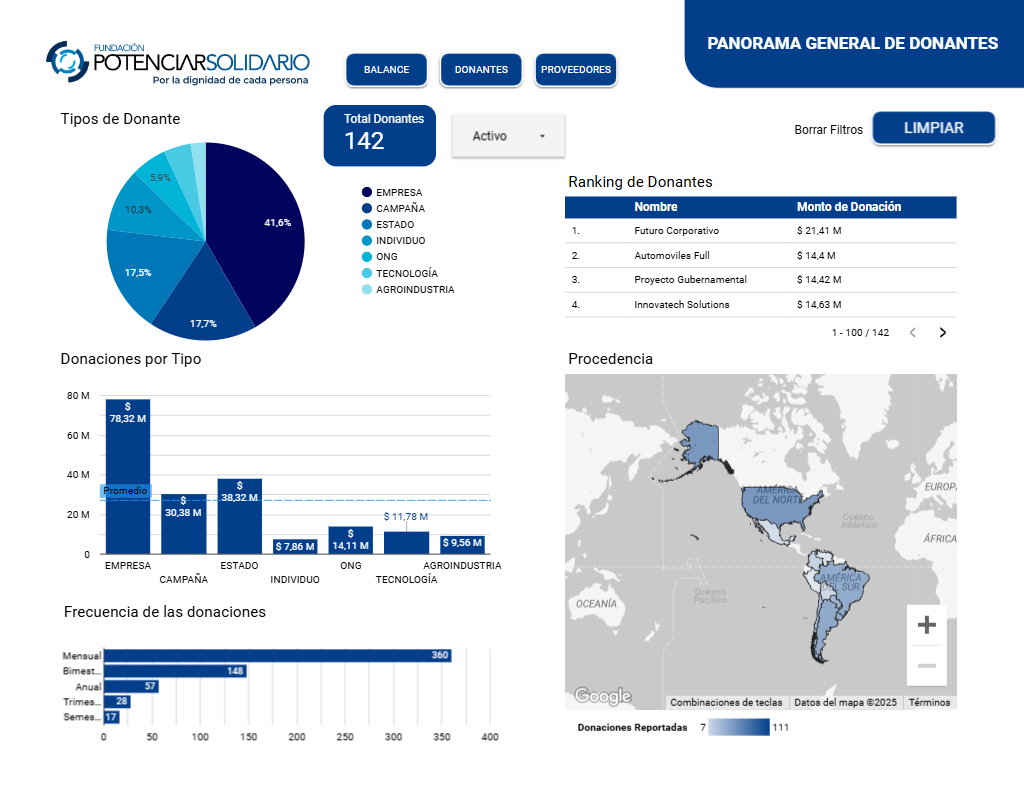 FUNDACIÓN
POTENCIARSOLIDARIO
Por la dignidad de cada persona
BALANCE
DONANTES
PROVEEDORES
PANORAMA GENERAL DE DONANTES
Tipos de Donante
Total Donantes
142
Activo
Borrar Filtros
LIMPIAR
41,6%
17,7%
17,5%
10,3%
5,9%
EMPRESA
CAMPAÑA
ESTADO
INDIVIDUO
ONG
TECNOLOGÍA
AGROINDUSTRIA
Ranking de Donantes
Nombre Monto de Donación
1. Futuro Corporativo $ 21,41 M
2. Automoviles Full $ 14,4 M
3. Proyecto Gubernamental $ 14,42 M
4. Innovatech Solutions $ 14,63 M
1 - 100 / 142
Donaciones por Tipo
80 M
60 M
40 M
20 M
0
$
78,32 M
Promedio
$
30,38 M
$
38,32 M
$ 7,86 M
$
14,11 M
$ 11,78 M
$ 9,56 M
EMPRESA
CAMPAÑA
ESTADO
INDIVIDUO
ONG
TECNOLOGÍA
AGROINDUSTRIA
Frecuencia de las donaciones
Mensual 360
Bimest... 148
Anual 57
Trimes... 28
Semes... 17
0 50 100 150 200 250 300 350 400
Procedencia
AMÉRICA
DEL NORTE
EUROPA
Océano
Atlántico
ÁFRICA
AMÉRICA
DEL SUR
Océano
Pacífico
OCEANÍA
+
−
Google
Combinaciones de teclas
Datos del mapa ©2025
Términos
Donaciones Reportadas 7 111